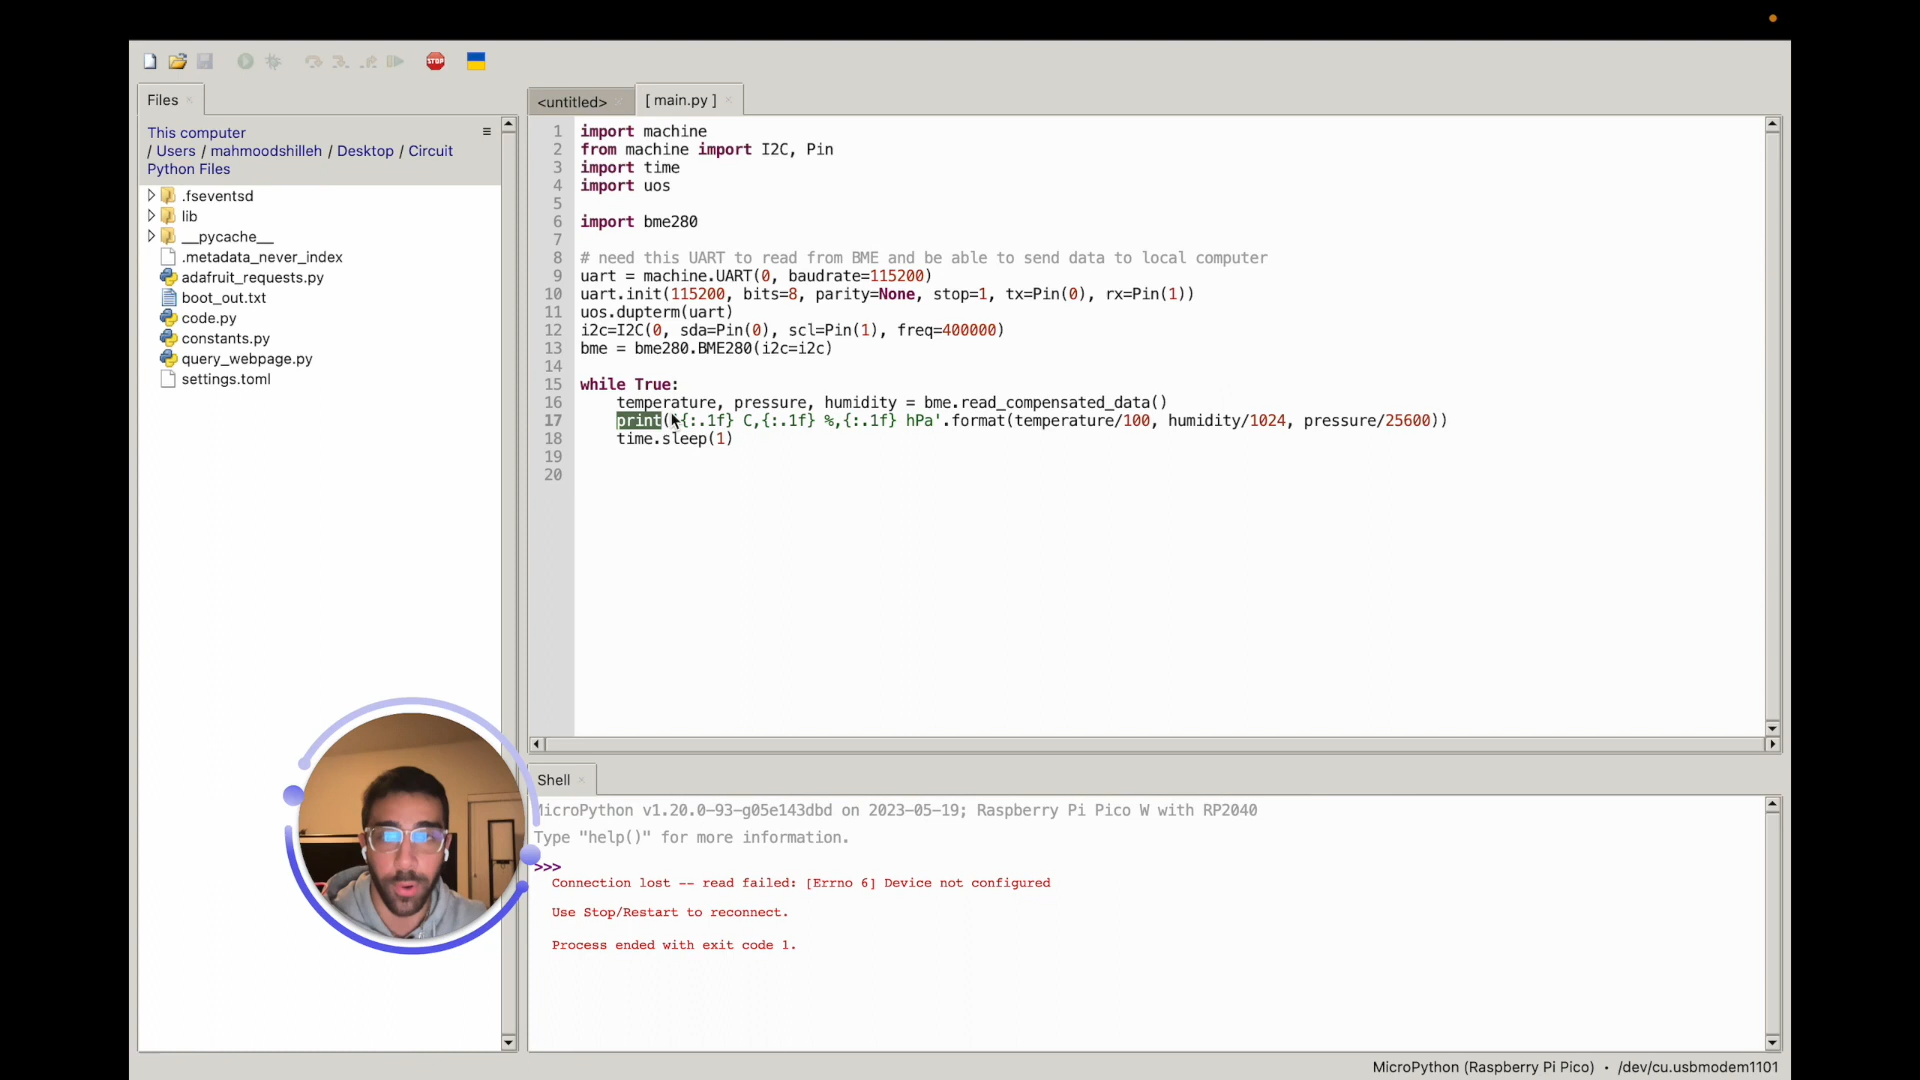 STOP
Files
This computer
/ Users / mahmoodshilleh / Desktop / Circuit
Python Files
.fseventsd
lib
__pycache__
.metadata_never_index
adafruit_requests.py
boot_out.txt
code.py
constants.py
query_webpage.py
settings.toml
<untitled>
[ main.py ]
1 import machine
2 from machine import I2C, Pin
3 import time
4 import uos
5
6 import bme280
7
8 # need this UART to read from BME and be able to send data to local computer
9 uart = machine.UART(0, baudrate=115200)
10 uart.init(115200, bits=8, parity=None, stop=1, tx=Pin(0), rx=Pin(1))
11 uos.dupterm(uart)
12 i2c=I2C(0, sda=Pin(0), scl=Pin(1), freq=400000)
13 bme = bme280.BME280(i2c=i2c)
14
15 while True:
16 temperature, pressure, humidity = bme.read_compensated_data()
17 print('{:.1f} C,{:.1f} %,{:.1f} hPa'.format(temperature/100, humidity/1024, pressure/25600))
18 time.sleep(1)
19
20
Shell
MicroPython v1.20.0-93-g05e143dbd on 2023-05-19; Raspberry Pi Pico W with RP2040
Type "help()" for more information.
>>>
Connection lost -- read failed: [Errno 6] Device not configured
Use Stop/Restart to reconnect.
Process ended with exit code 1.
MicroPython (Raspberry Pi Pico) • /dev/cu.usbmodem1101